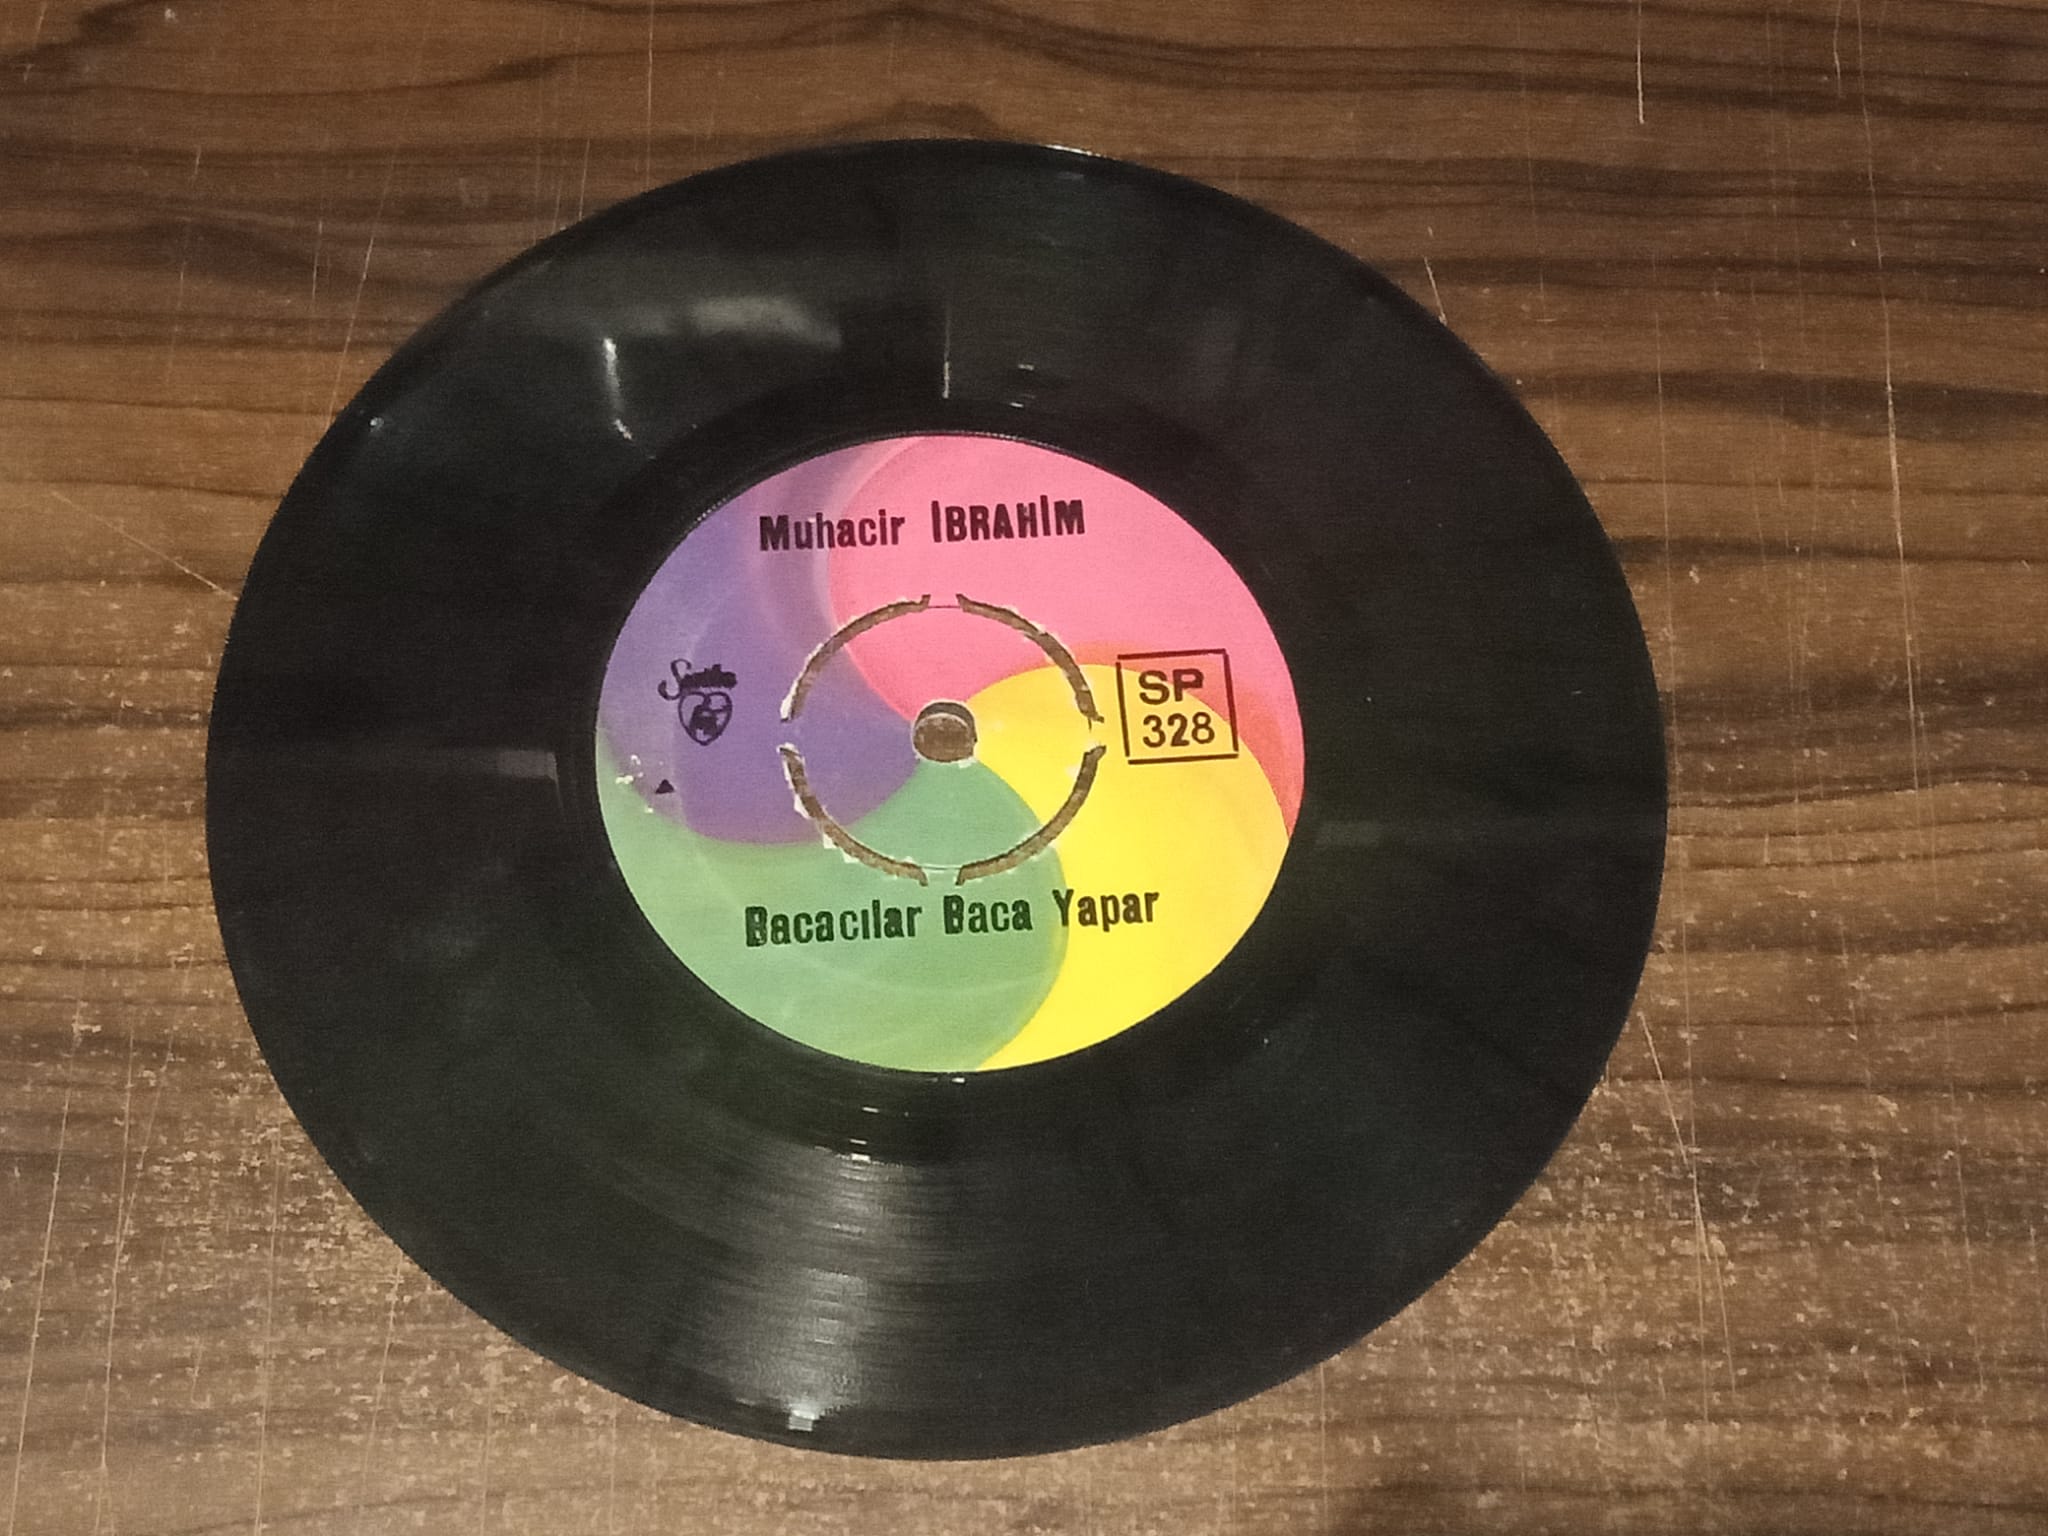 Muhacir İBRAHİM
SP
328
Bacacılar Baca Yapar